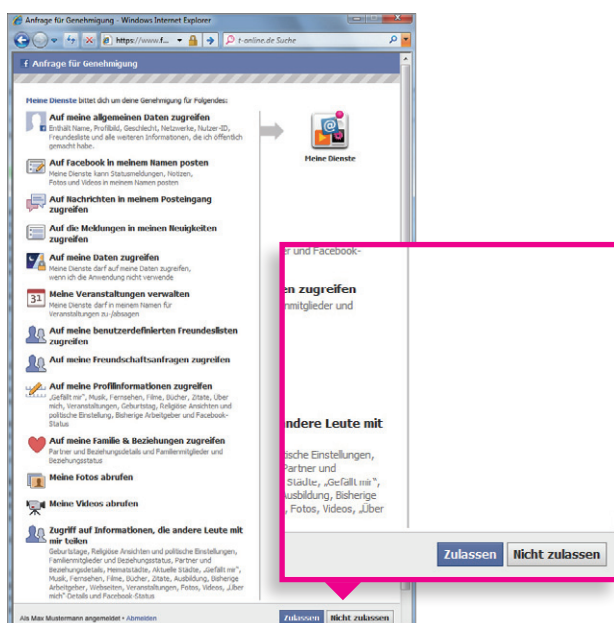 Anfrage für Genehmigung - Windows Internet Explorer
https://www.f...
t-online.de Suche
f Anfrage für Genehmigung
Meine Dienste bittet dich um deine Genehmigung für Folgendes:
Auf meine allgemeinen Daten zugreifen
Enthält Name, Profilbild, Geschlecht, Netzwerke, Nutzer-ID,
Freundesliste und alle weiteren Informationen, die ich öffentlich
gemacht habe.
Meine Dienste
Auf Facebook in meinem Namen posten
Meine Dienste kann Statusmeldungen, Notizen,
Fotos und Videos in meinem Namen posten
Auf Nachrichten in meinem Posteingang
zugreifen
Auf die Meldungen in meinen Neuigkeiten
zugreifen
Auf meine Daten zugreifen
Meine Dienste darf auf meine Daten zugreifen,
wenn ich die Anwendung nicht verwende
31
Meine Veranstaltungen verwalten
Meine Dienste darf in meinem Namen für
Veranstaltungen zu-/absagen
Auf meine benutzerdefinierten Freundeslisten
zugreifen
Auf meine Freundschaftsanfragen zugreifen
Auf meine Profilinformationen zugreifen
„Gefällt mir", Musik, Fernsehen, Filme, Bücher, Zitate, Über
mich, Veranstaltungen, Geburtstag, Religiöse Ansichten und
politische Einstellung, Bisherige Arbeitgeber und Facebook-
Status
Auf meine Familie & Beziehungen zugreifen
Partner und Beziehungsdetails und Familienmitglieder und
Beziehungsstatus
Meine Fotos abrufen
Meine Videos abrufen
Zugriff auf Informationen, die andere Leute mit
mir teilen
Geburtstage, Religiöse Ansichten und politische Einstellungen,
Familienmitglieder und Beziehungsstatus, Partner und
Beziehungsdetails, Heimatstädte, Aktuelle Städte, „Gefällt mir",
Musik, Fernsehen, Filme, Bücher, Zitate, Ausbildung, Bisherige
Arbeitgeber, Webseiten, Veranstaltungen, Fotos, Videos, „Über
mich"-Details und Facebook-Status
Als Max Mustermann angemeldet • Abmelden
Zulassen Nicht zulassen
er und Facebook-
en zugreifen
nmitglieder und
ndere Leute mit
ische Einstellungen,
Partner und
Städte, „Gefällt mir",
usbildung, Bisherige
, Fotos, Videos, „Über
Zulassen Nicht zulassen